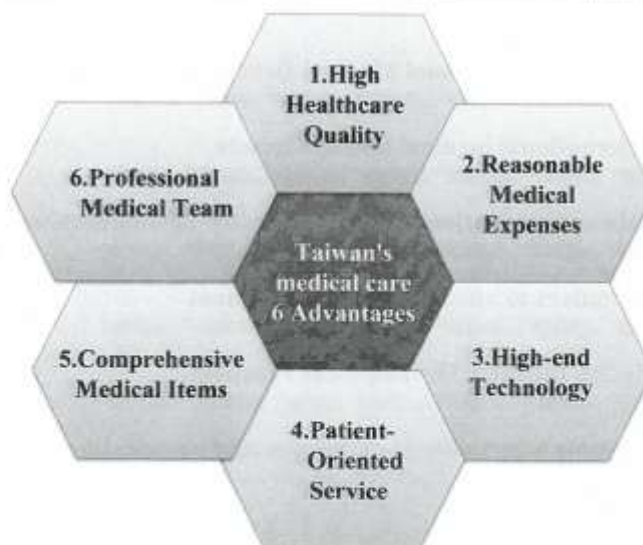 1.High
Healthcare
Quality
2.Reasonable
Medical
Expenses
3.High-end
Technology
4.Patient-
Oriented
Service
5.Comprehensive
Medical Items
6.Professional
Medical Team
Taiwan's
medical care
6 Advantages